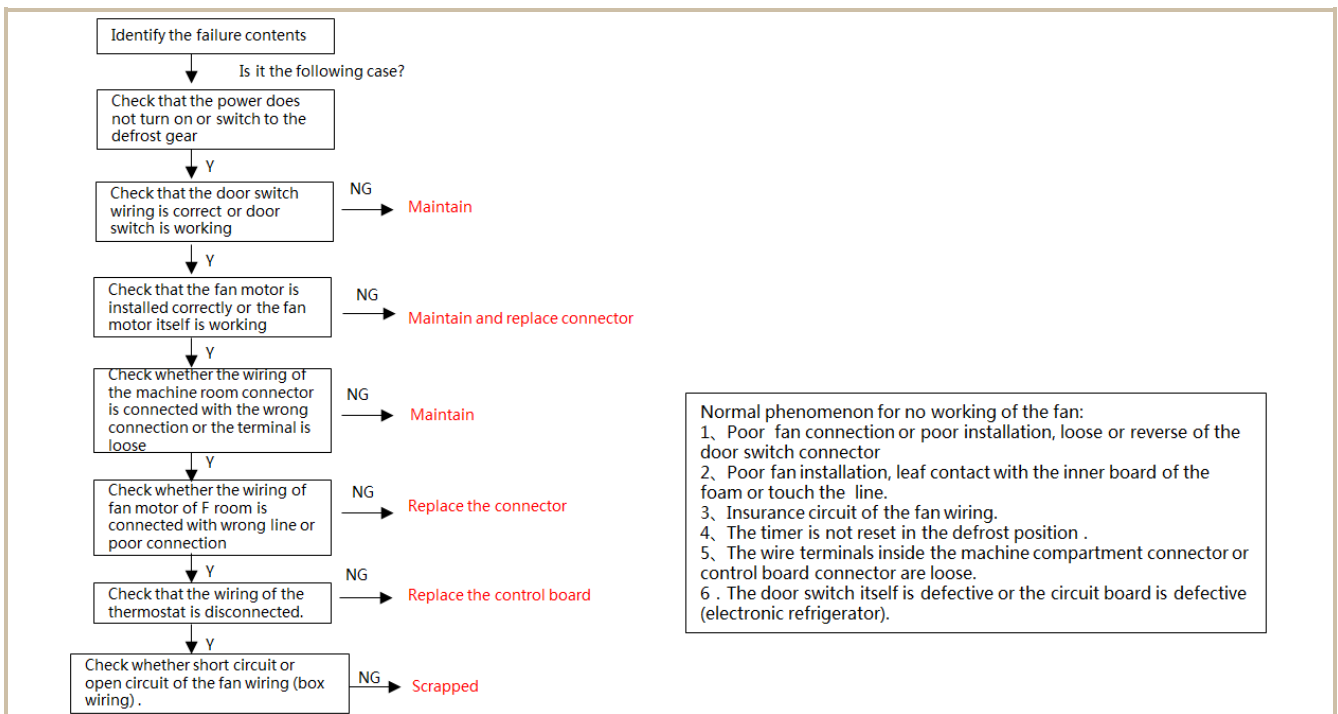 Identify the failure contents
Is it the following case?
Check that the power does
not turn on or switch to the
defrost gear
Y
Check that the door switch
wiring is correct or door
switch is working
NG
Maintain
Y
Check that the fan motor is
installed correctly or the fan
motor itself is working
NG
Maintain and replace connector
Y
Check whether the wiring of
the machine room connector
is connected with the wrong
connection or the terminal is
loose
NG
Maintain
Y
Check whether the wiring of
fan motor of F room is
connected with wrong line or
poor connection
NG
Replace the connector
Y
Check that the wiring of the
thermostat is disconnected.
NG
Replace the control board
Y
Check whether short circuit or
open circuit of the fan wiring (box
wiring) .
NG
Scrapped
Normal phenomenon for no working of the fan:
1、Poor fan connection or poor installation, loose or reverse of the
door switch connector
2、Poor fan installation, leaf contact with the inner board of the
foam or touch the line.
3、Insurance circuit of the fan wiring.
4、The timer is not reset in the defrost position .
5、The wire terminals inside the machine compartment connector or
control board connector are loose.
6 . The door switch itself is defective or the circuit board is defective
(electronic refrigerator).